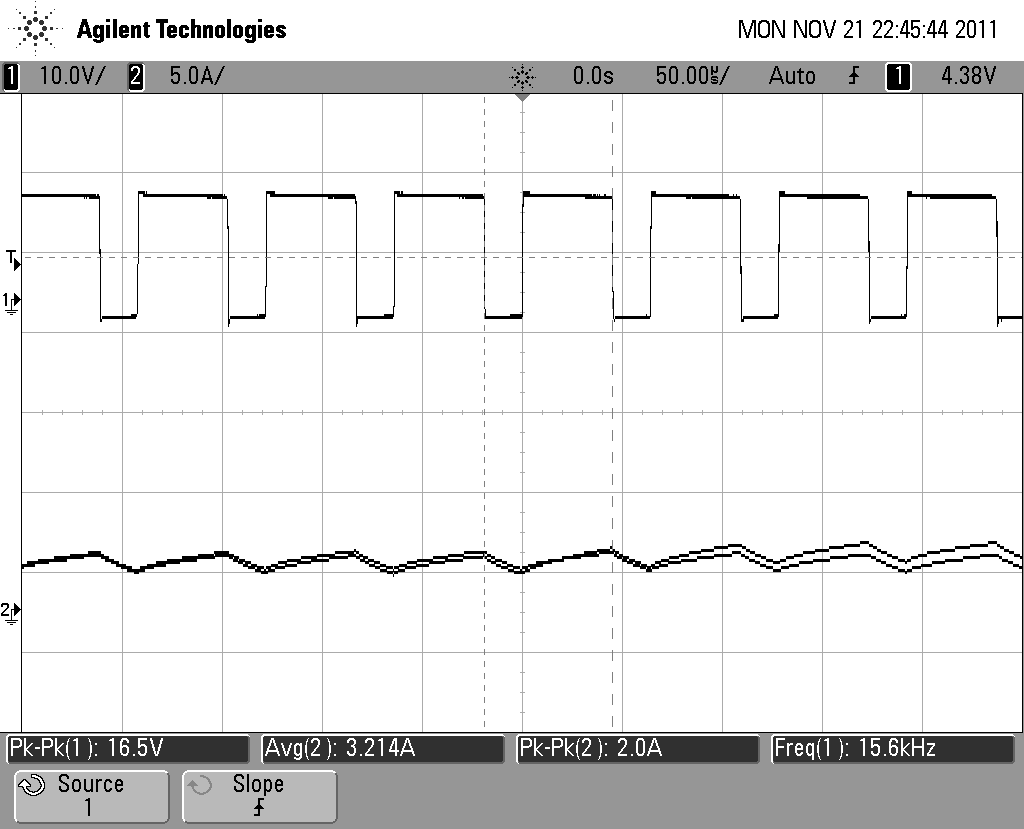 Agilent Technologies MON NOV 21 22:45:44 2011
1 10.0V/ 2 5.0A/ 0.0s 50.00µs/ Auto 1 4.38V
T
1
2
Pk-Pk(1): 16.5V Avg(2): 3.214A Pk-Pk(2): 2.0A Freq(1): 15.6kHz
Source Slope
1